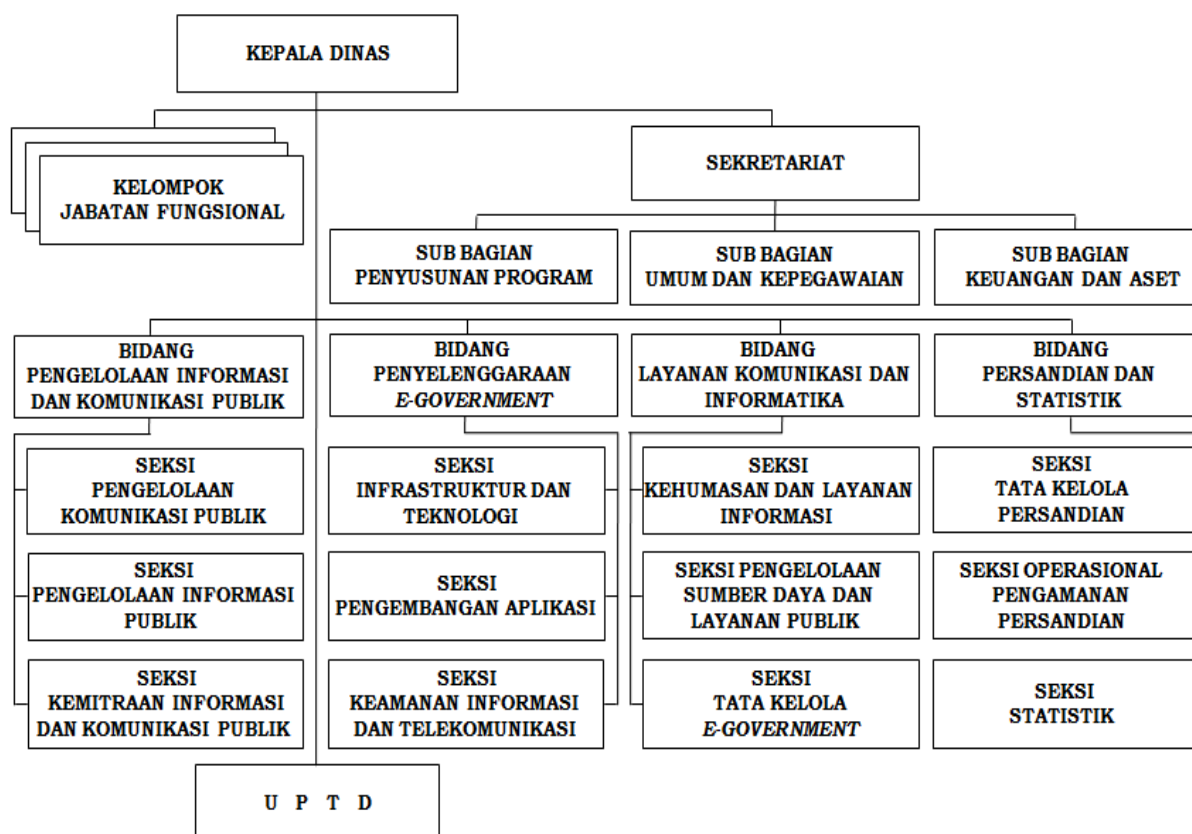 KEPALA DINAS
KELOMPOK
JABATAN FUNGSIONAL
SEKRETARIAT
SUB BAGIAN
PENYUSUNAN PROGRAM
SUB BAGIAN
UMUM DAN KEPEGAWAIAN
SUB BAGIAN
KEUANGAN DAN ASET
BIDANG
PENGELOLAAN INFORMASI
DAN KOMUNIKASI PUBLIK
BIDANG
PENYELENGGARAAN
E-GOVERNMENT
BIDANG
LAYANAN KOMUNIKASI DAN
INFORMATIKA
BIDANG
PERSANDIAN DAN
STATISTIK
SEKSI
PENGELOLAAN
KOMUNIKASI PUBLIK
SEKSI
INFRASTRUKTUR DAN
TEKNOLOGI
SEKSI
KEHUMASAN DAN LAYANAN
INFORMASI
SEKSI
TATA KELOLA
PERSANDIAN
SEKSI
PENGELOLAAN INFORMASI
PUBLIK
SEKSI
PENGEMBANGAN APLIKASI
SEKSI PENGELOLAAN
SUMBER DAYA DAN
LAYANAN PUBLIK
SEKSI OPERASIONAL
PENGAMANAN
PERSANDIAN
SEKSI
KEMITRAAN INFORMASI
DAN KOMUNIKASI PUBLIK
SEKSI
KEAMANAN INFORMASI
DAN TELEKOMUNIKASI
SEKSI
TATA KELOLA
E-GOVERNMENT
SEKSI
STATISTIK
U P T D